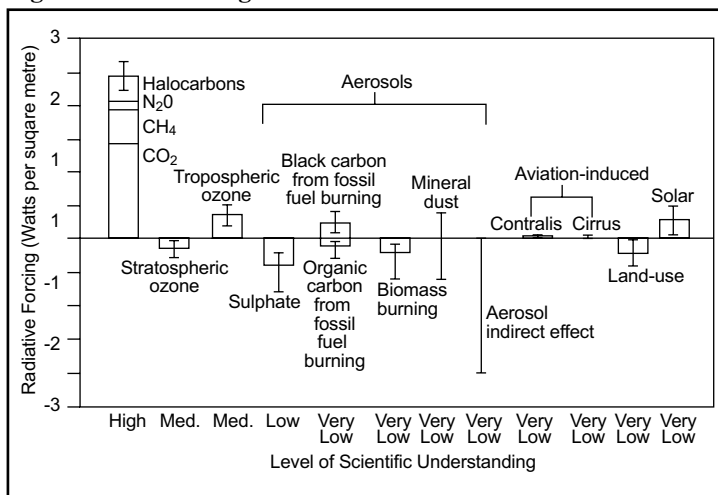 Radiative Forcing (Watts per suqare metre)
3
2
1
1
-1
-2
-3
Halocarbons
N20
CH4
CO2
Stratospheric
ozone
Tropospheric
ozone
Aerosols
Sulphate
Black carbon
from fossil
fuel burning
Organic
carbon
from
fossil
fuel
burning
Biomass
burning
Mineral
dust
Aerosol
indirect effect
Aviation-induced
Contralis
Cirrus
Land-use
Solar
High
Med.
Med.
Low
Very
Low
Very
Low
Very
Low
Very
Low
Very
Low
Very
Low
Very
Low
Very
Low
Level of Scientific Understanding